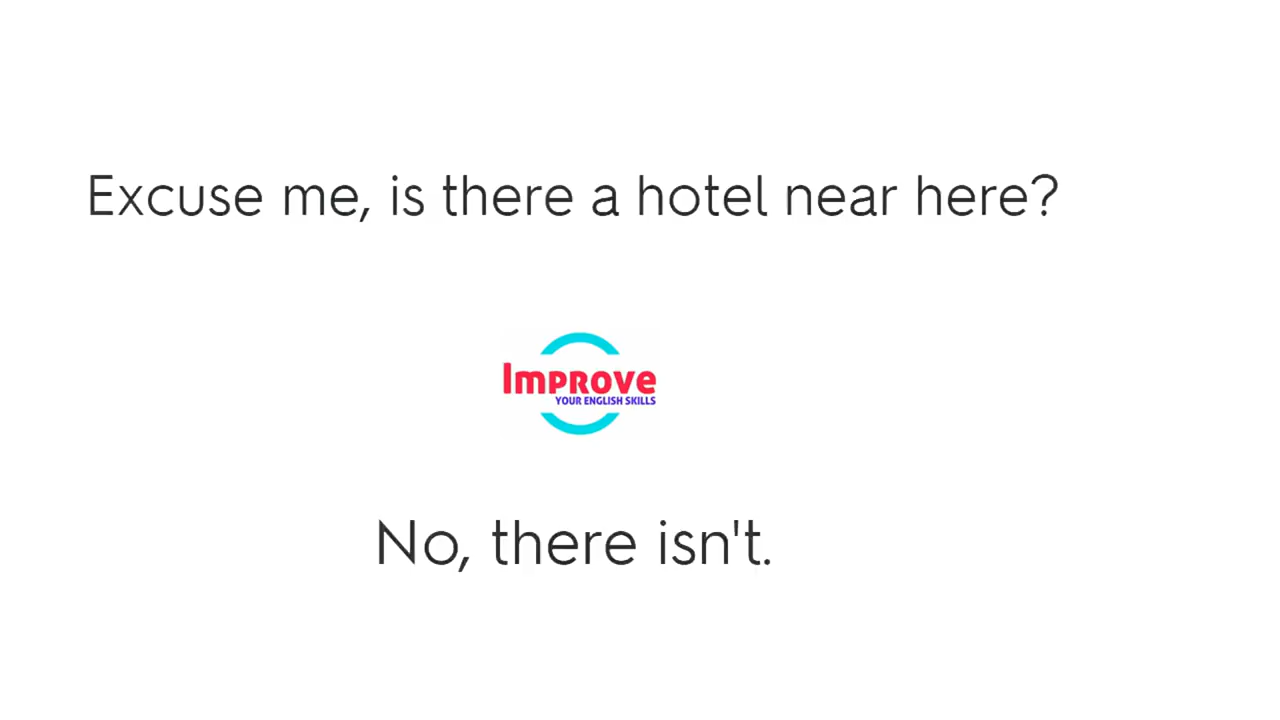 Excuse me, is there a hotel near here?
Improve
YOUR ENGLISH SKILLS
No, there isn't.